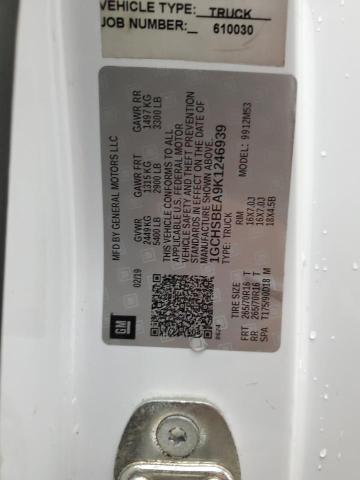 VEHICLE TYPE: TRUCK
JOB NUMBER: 610030
MFD BY GENERAL MOTORS LLC
02/19
GVWR
2449 KG
5400 LB
GAWR FRT
1315 KG
2900 LB
GAWR RR
1497 KG
3300 LB
THIS VEHICLE CONFORMS TO ALL
APPLICABLE U.S. FEDERAL MOTOR
VEHICLE SAFETY AND THEFT PREVENTION
STANDARDS IN EFFECT ON THE DATE OF
MANUFACTURE SHOWN ABOVE.
1GCHSBEA9K1246939
TYPE: TRUCK
MODEL: 9912M53
GM
8624
TIRE SIZE RIM
FRT 265/70R16 T 16X7.0J
RR 265/70R16 T 16X7.0J
SPA T175/90D18 M 18X4.5B